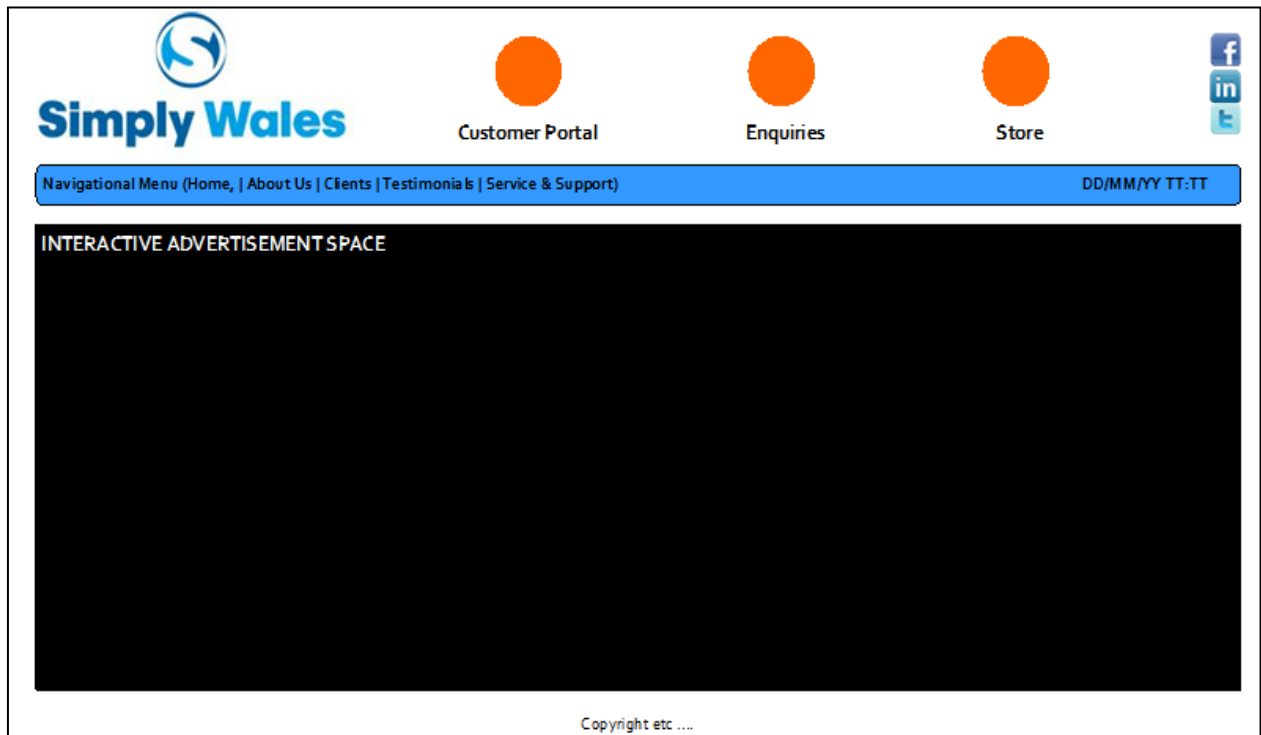 Simply Wales
Customer Portal
Enquiries
Store
f
in
t
Navigational Menu (Home, | About Us | Clients | Testimonials | Service & Support)
DD/MM/YY TT:TT
INTERACTIVE ADVERTISEMENT SPACE
Copyright etc ....